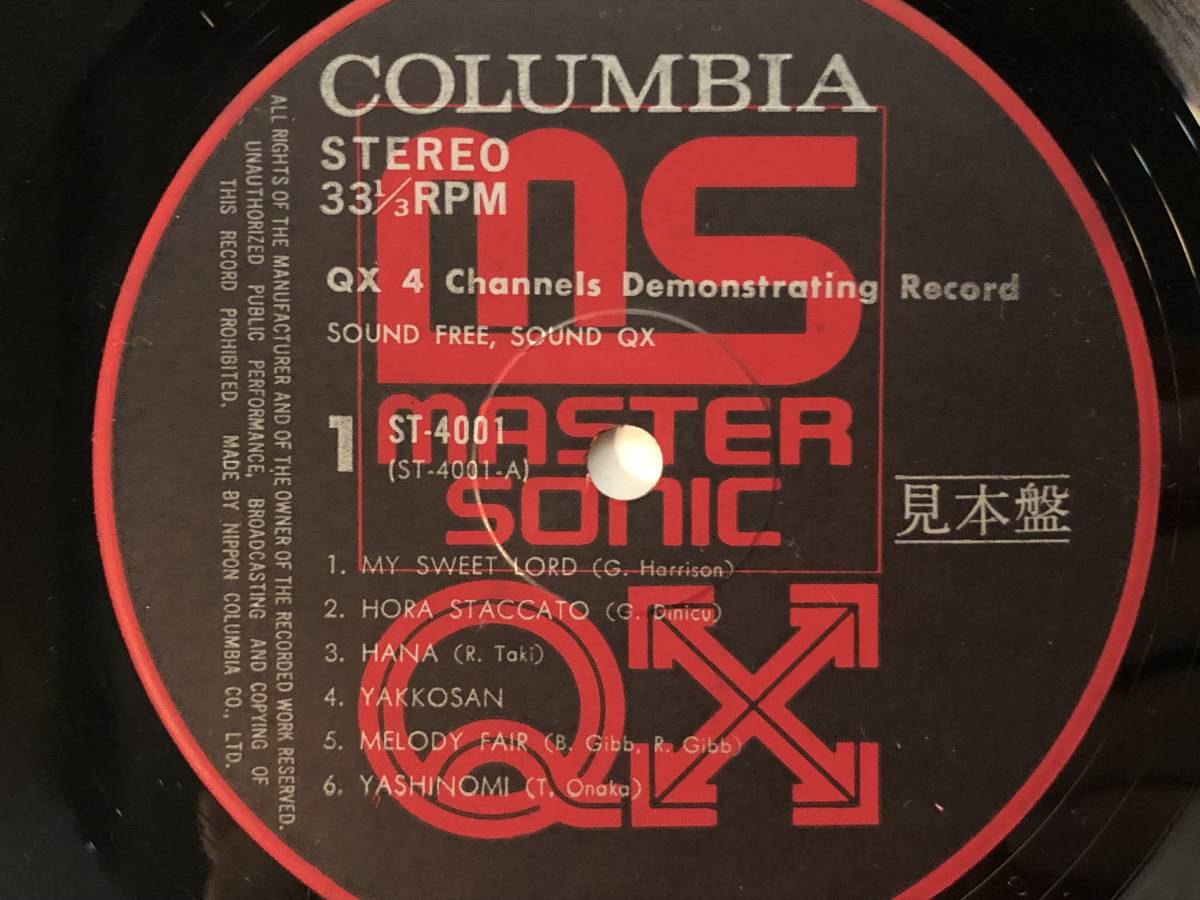 COLUMBIA
STEREO
33⅓RPM
MS
QX 4 Channels Demonstrating Record
SOUND FREE, SOUND QX
1
ST-4001
(ST-4001-A)
MASTER
SONIC
見本盤
1. MY SWEET LORD (G. Harrison)
2. HORA STACCATO (G. Dinicu)
3. HANA (R. Taki)
4. YAKKOSAN
5. MELODY FAIR (B. Gibb, R. Gibb)
6. YASHINOMI (T. Onaka)
QX
ALL RIGHTS OF THE MANUFACTURER AND OF THE OWNER OF THE RECORDED WORK RESERVED.
UNAUTHORIZED PUBLIC PERFORMANCE, BROADCASTING AND COPYING OF
THIS RECORD PROHIBITED. MADE BY NIPPON COLUMBIA CO., LTD.